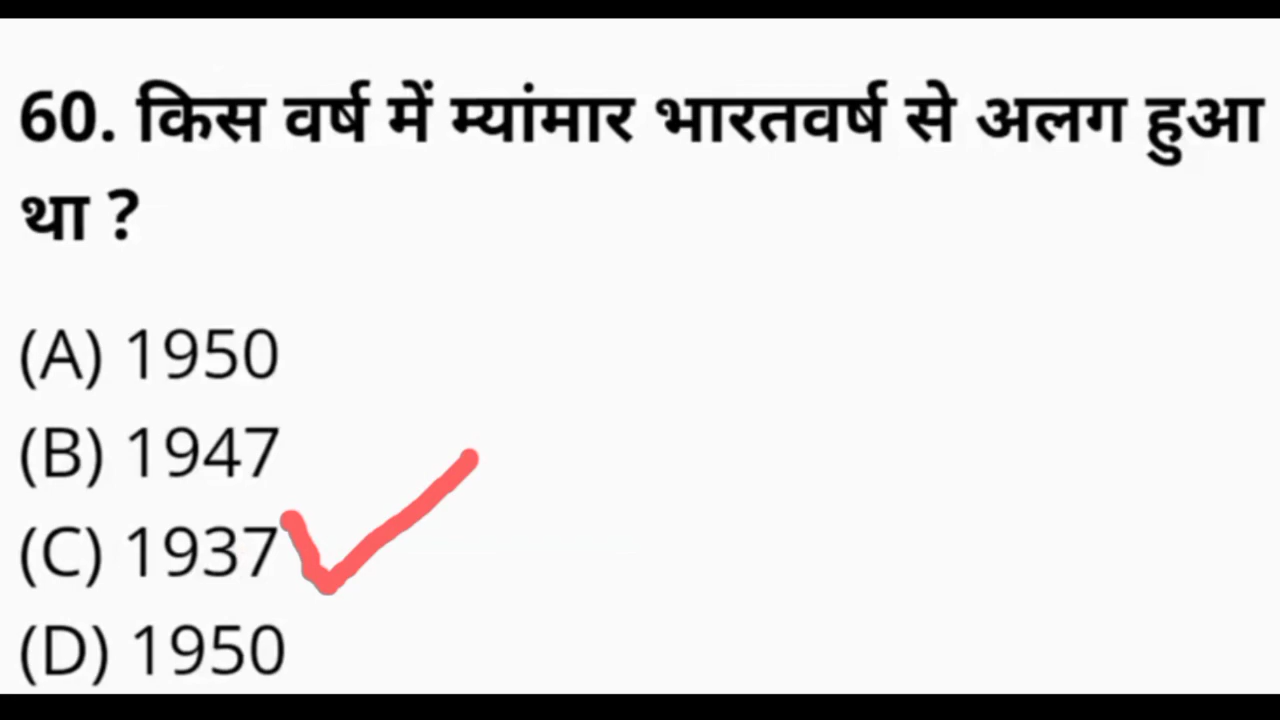 60. किस वर्ष में म्यांमार भारतवर्ष से अलग हुआ
था ?
(A) 1950
(B) 1947
(C) 1937
(D) 1950